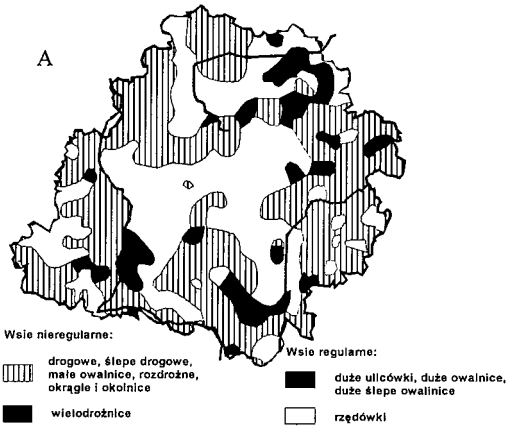 A
Wsie nieregularne:
drogowe, ślepe drogowe,
małe owalnice, rozdrożne,
okrągłe i okolnice
wielodrożnice
Wsie regularne:
duże ulicówki, duże owalnice,
duże ślepe owalinice
rzędówki